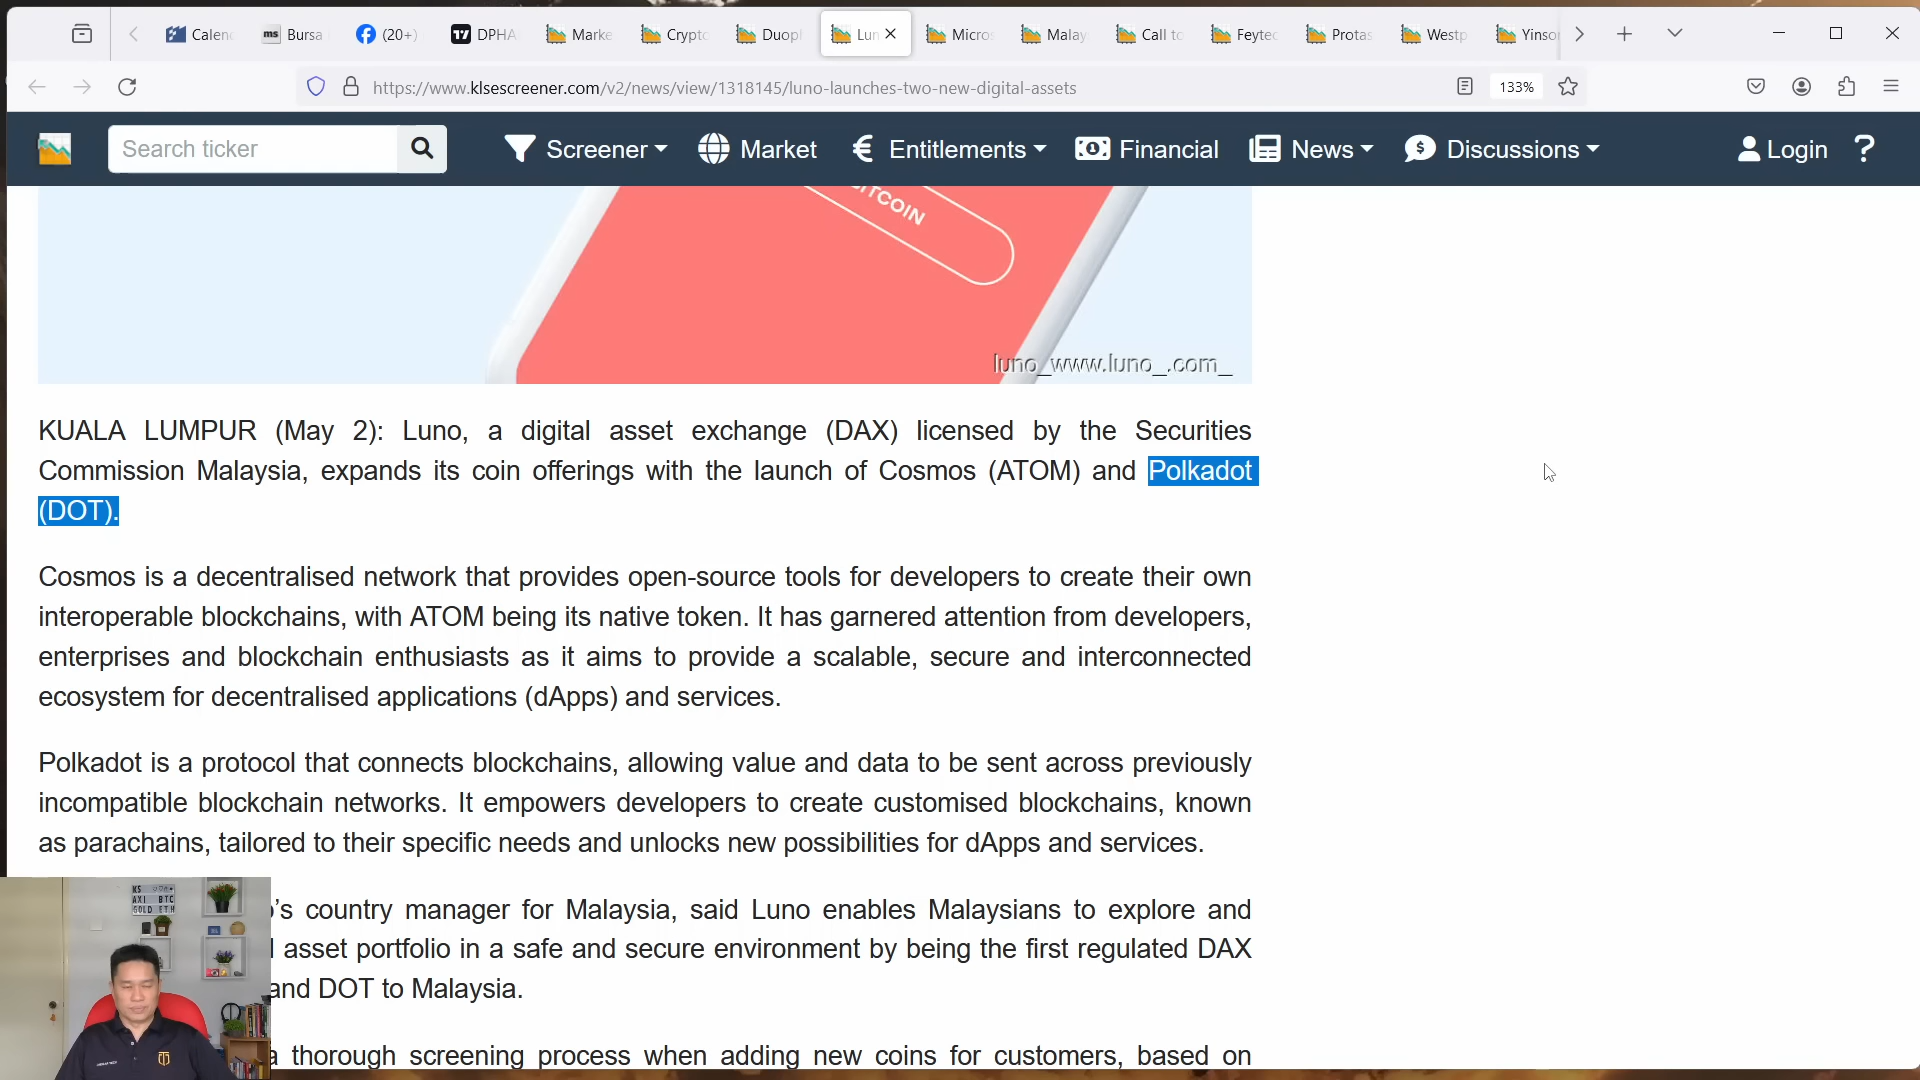 Calen
Bursa
(20+)
DPHA
Marke
Crypto
Duopl
Lun
Micros
Malay
Call to
Feytec
Protas
Westp
Yinso
https://www.klsescreener.com/v2/news/view/1318145/luno-launches-two-new-digital-assets
133%
Search ticker
Screener
Market
Entitlements
Financial
News
Discussions
Login
?
ITCOIN
luno_www.luno_.com_
KUALA LUMPUR (May 2): Luno, a digital asset exchange (DAX) licensed by the Securities
Commission Malaysia, expands its coin offerings with the launch of Cosmos (ATOM) and Polkadot
(DOT).
Cosmos is a decentralised network that provides open-source tools for developers to create their own
interoperable blockchains, with ATOM being its native token. It has garnered attention from developers,
enterprises and blockchain enthusiasts as it aims to provide a scalable, secure and interconnected
ecosystem for decentralised applications (dApps) and services.
Polkadot is a protocol that connects blockchains, allowing value and data to be sent across previously
incompatible blockchain networks. It empowers developers to create customised blockchains, known
as parachains, tailored to their specific needs and unlocks new possibilities for dApps and services.
's country manager for Malaysia, said Luno enables Malaysians to explore and
asset portfolio in a safe and secure environment by being the first regulated DAX
and DOT to Malaysia.
a thorough screening process when adding new coins for customers, based on
AXI BTC
GOLD ETH